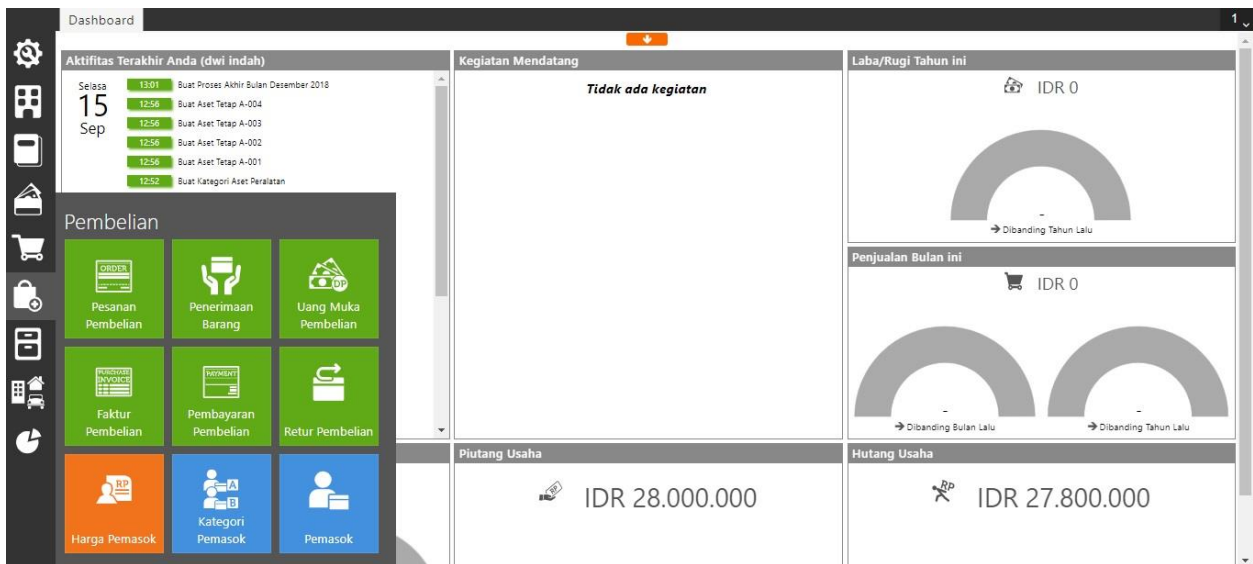 Dashboard
1
Aktifitas Terakhir Anda (dwi indah)
Selasa
15
Sep
13:01 Buat Proses Akhir Bulan Desember 2018
12:56 Buat Aset Tetap A-004
12:56 Buat Aset Tetap A-003
12:56 Buat Aset Tetap A-002
12:56 Buat Aset Tetap A-001
12:52 Buat Kategori Aset Peralatan
Kegiatan Mendatang
Tidak ada kegiatan
Laba/Rugi Tahun ini
IDR 0
-
Dibanding Tahun Lalu
Penjualan Bulan ini
IDR 0
-
Dibanding Bulan Lalu
-
Dibanding Tahun Lalu
Pembelian
ORDER
Pesanan
Pembelian
Penerimaan
Barang
DP
Uang Muka
Pembelian
PURCHASE
INVOICE
Faktur
Pembelian
PAYMENT
Pembayaran
Pembelian
Retur Pembelian
RP
Harga Pemasok
A
B
Kategori
Pemasok
Pemasok
Piutang Usaha
RP
IDR 28.000.000
Hutang Usaha
RP
IDR 27.800.000